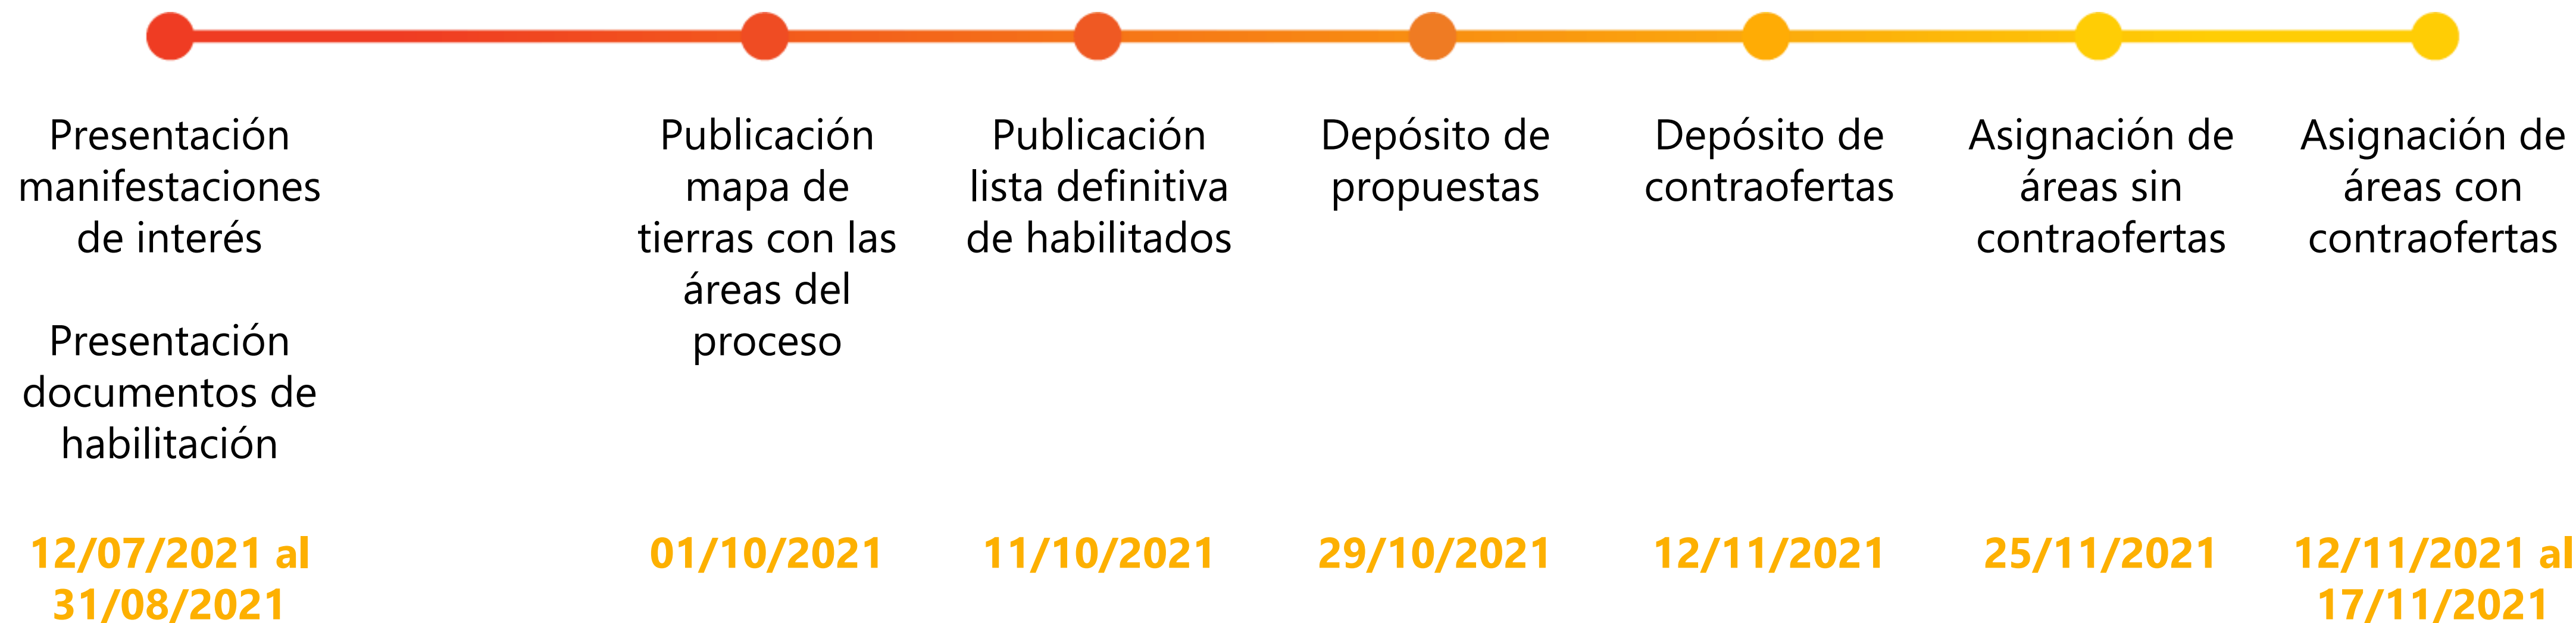 Presentación
manifestaciones
de interés
Presentación
documentos de
habilitación
12/07/2021 al
31/08/2021
Publicación
mapa de
tierras con las
áreas del
proceso
01/10/2021
Publicación
lista definitiva
de habilitados
11/10/2021
Depósito de
propuestas
29/10/2021
Depósito de
contraofertas
12/11/2021
Asignación de
áreas sin
contraofertas
25/11/2021
Asignación de
áreas con
contraofertas
12/11/2021 al
17/11/2021